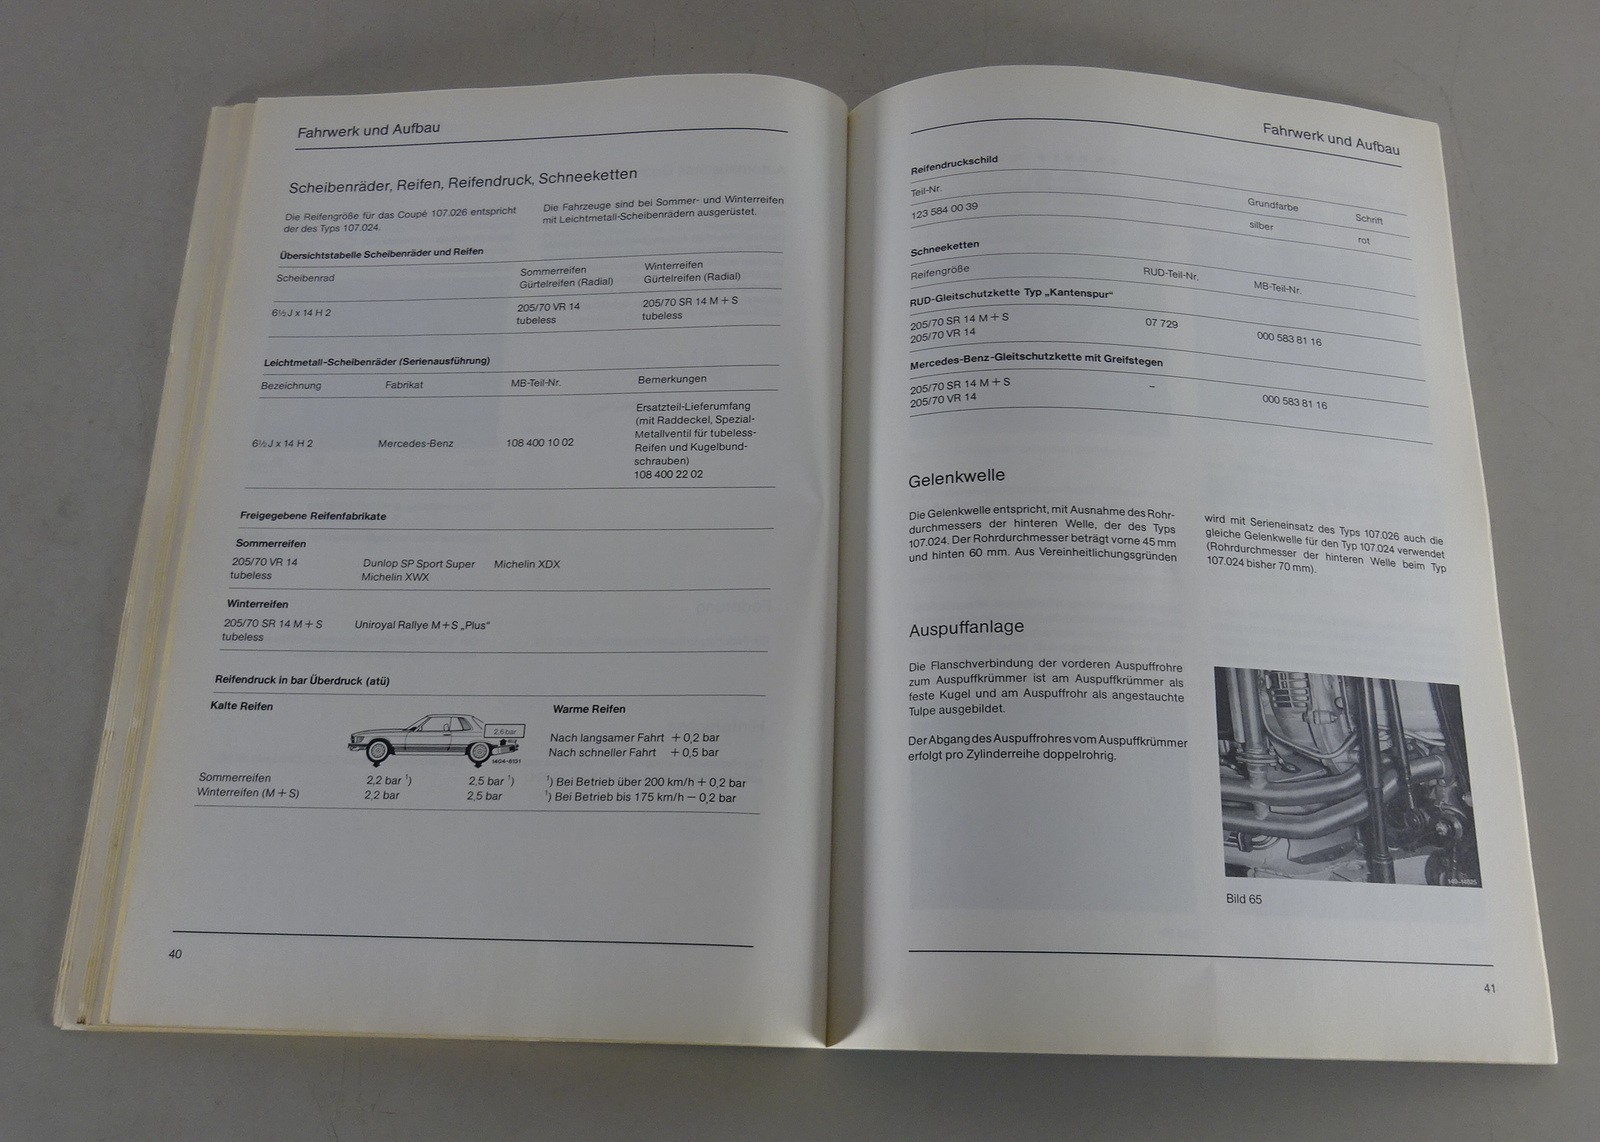 Fahrwerk und Aufbau
Scheibenräder, Reifen, Reifendruck, Schneeketten
Die Reifengröße für das Coupé 107.026 entspricht
der des Typs 107.024.
Die Fahrzeuge sind bei Sommer- und Winterreifen
mit Leichtmetall-Scheibenrädern ausgerüstet.
Übersichtstabelle Scheibenräder und Reifen
Scheibenrad
Sommerreifen
Gürtelreifen (Radial)
Winterreifen
Gürtelreifen (Radial)
6½ J x 14 H 2
205/70 VR 14
tubeless
205/70 SR 14 M + S
tubeless
Leichtmetall-Scheibenräder (Serienausführung)
Bezeichnung Fabrikat MB-Teil-Nr. Bemerkungen
6½ J x 14 H 2 Mercedes-Benz 108 400 10 02
Ersatzteil-Lieferumfang
(mit Raddeckel, Spezial-
Metallventil für tubeless-
Reifen und Kugelbund-
schrauben)
108 400 22 02
Freigegebene Reifenfabrikate
Sommerreifen
205/70 VR 14 Dunlop SP Sport Super Michelin XDX
tubeless Michelin XWX
Winterreifen
205/70 SR 14 M + S Uniroyal Rallye M+S „Plus“
tubeless
Reifendruck in bar Überdruck (atü)
Kalte Reifen
2,6 bar
1404-8131
Warme Reifen
Nach langsamer Fahrt + 0,2 bar
Nach schneller Fahrt + 0,5 bar
Sommerreifen 2,2 bar ¹) 2,5 bar ¹) ¹) Bei Betrieb über 200 km/h + 0,2 bar
Winterreifen (M + S) 2,2 bar 2,5 bar ¹) Bei Betrieb bis 175 km/h − 0,2 bar
40
Fahrwerk und Aufbau
Reifendruckschild
Teil-Nr. Grundfarbe Schrift
123 584 00 39 silber rot
Schneeketten
Reifengröße RUD-Teil-Nr. MB-Teil-Nr.
RUD-Gleitschutzkette Typ „Kantenspur“
205/70 SR 14 M + S 07 729 000 583 81 16
205/70 VR 14
Mercedes-Benz-Gleitschutzkette mit Greifstegen
205/70 SR 14 M + S – 000 583 81 16
205/70 VR 14
Gelenkwelle
Die Gelenkwelle entspricht, mit Ausnahme des Rohr-
durchmessers der hinteren Welle, der des Typs
107.024. Der Rohrdurchmesser beträgt vorne 45 mm
und hinten 60 mm. Aus Vereinheitlichungsgründen
wird mit Serieneinsatz des Typs 107.026 auch die
gleiche Gelenkwelle für den Typ 107.024 verwendet
(Rohrdurchmesser der hinteren Welle beim Typ
107.024 bisher 70 mm).
Auspuffanlage
Die Flanschverbindung der vorderen Auspuffrohre
zum Auspuffkrümmer ist am Auspuffkrümmer als
feste Kugel und am Auspuffrohr als angestauchte
Tulpe ausgebildet.
Der Abgang des Auspuffrohres vom Auspuffkrümmer
erfolgt pro Zylinderreihe doppelrohrig.
Bild 65
41